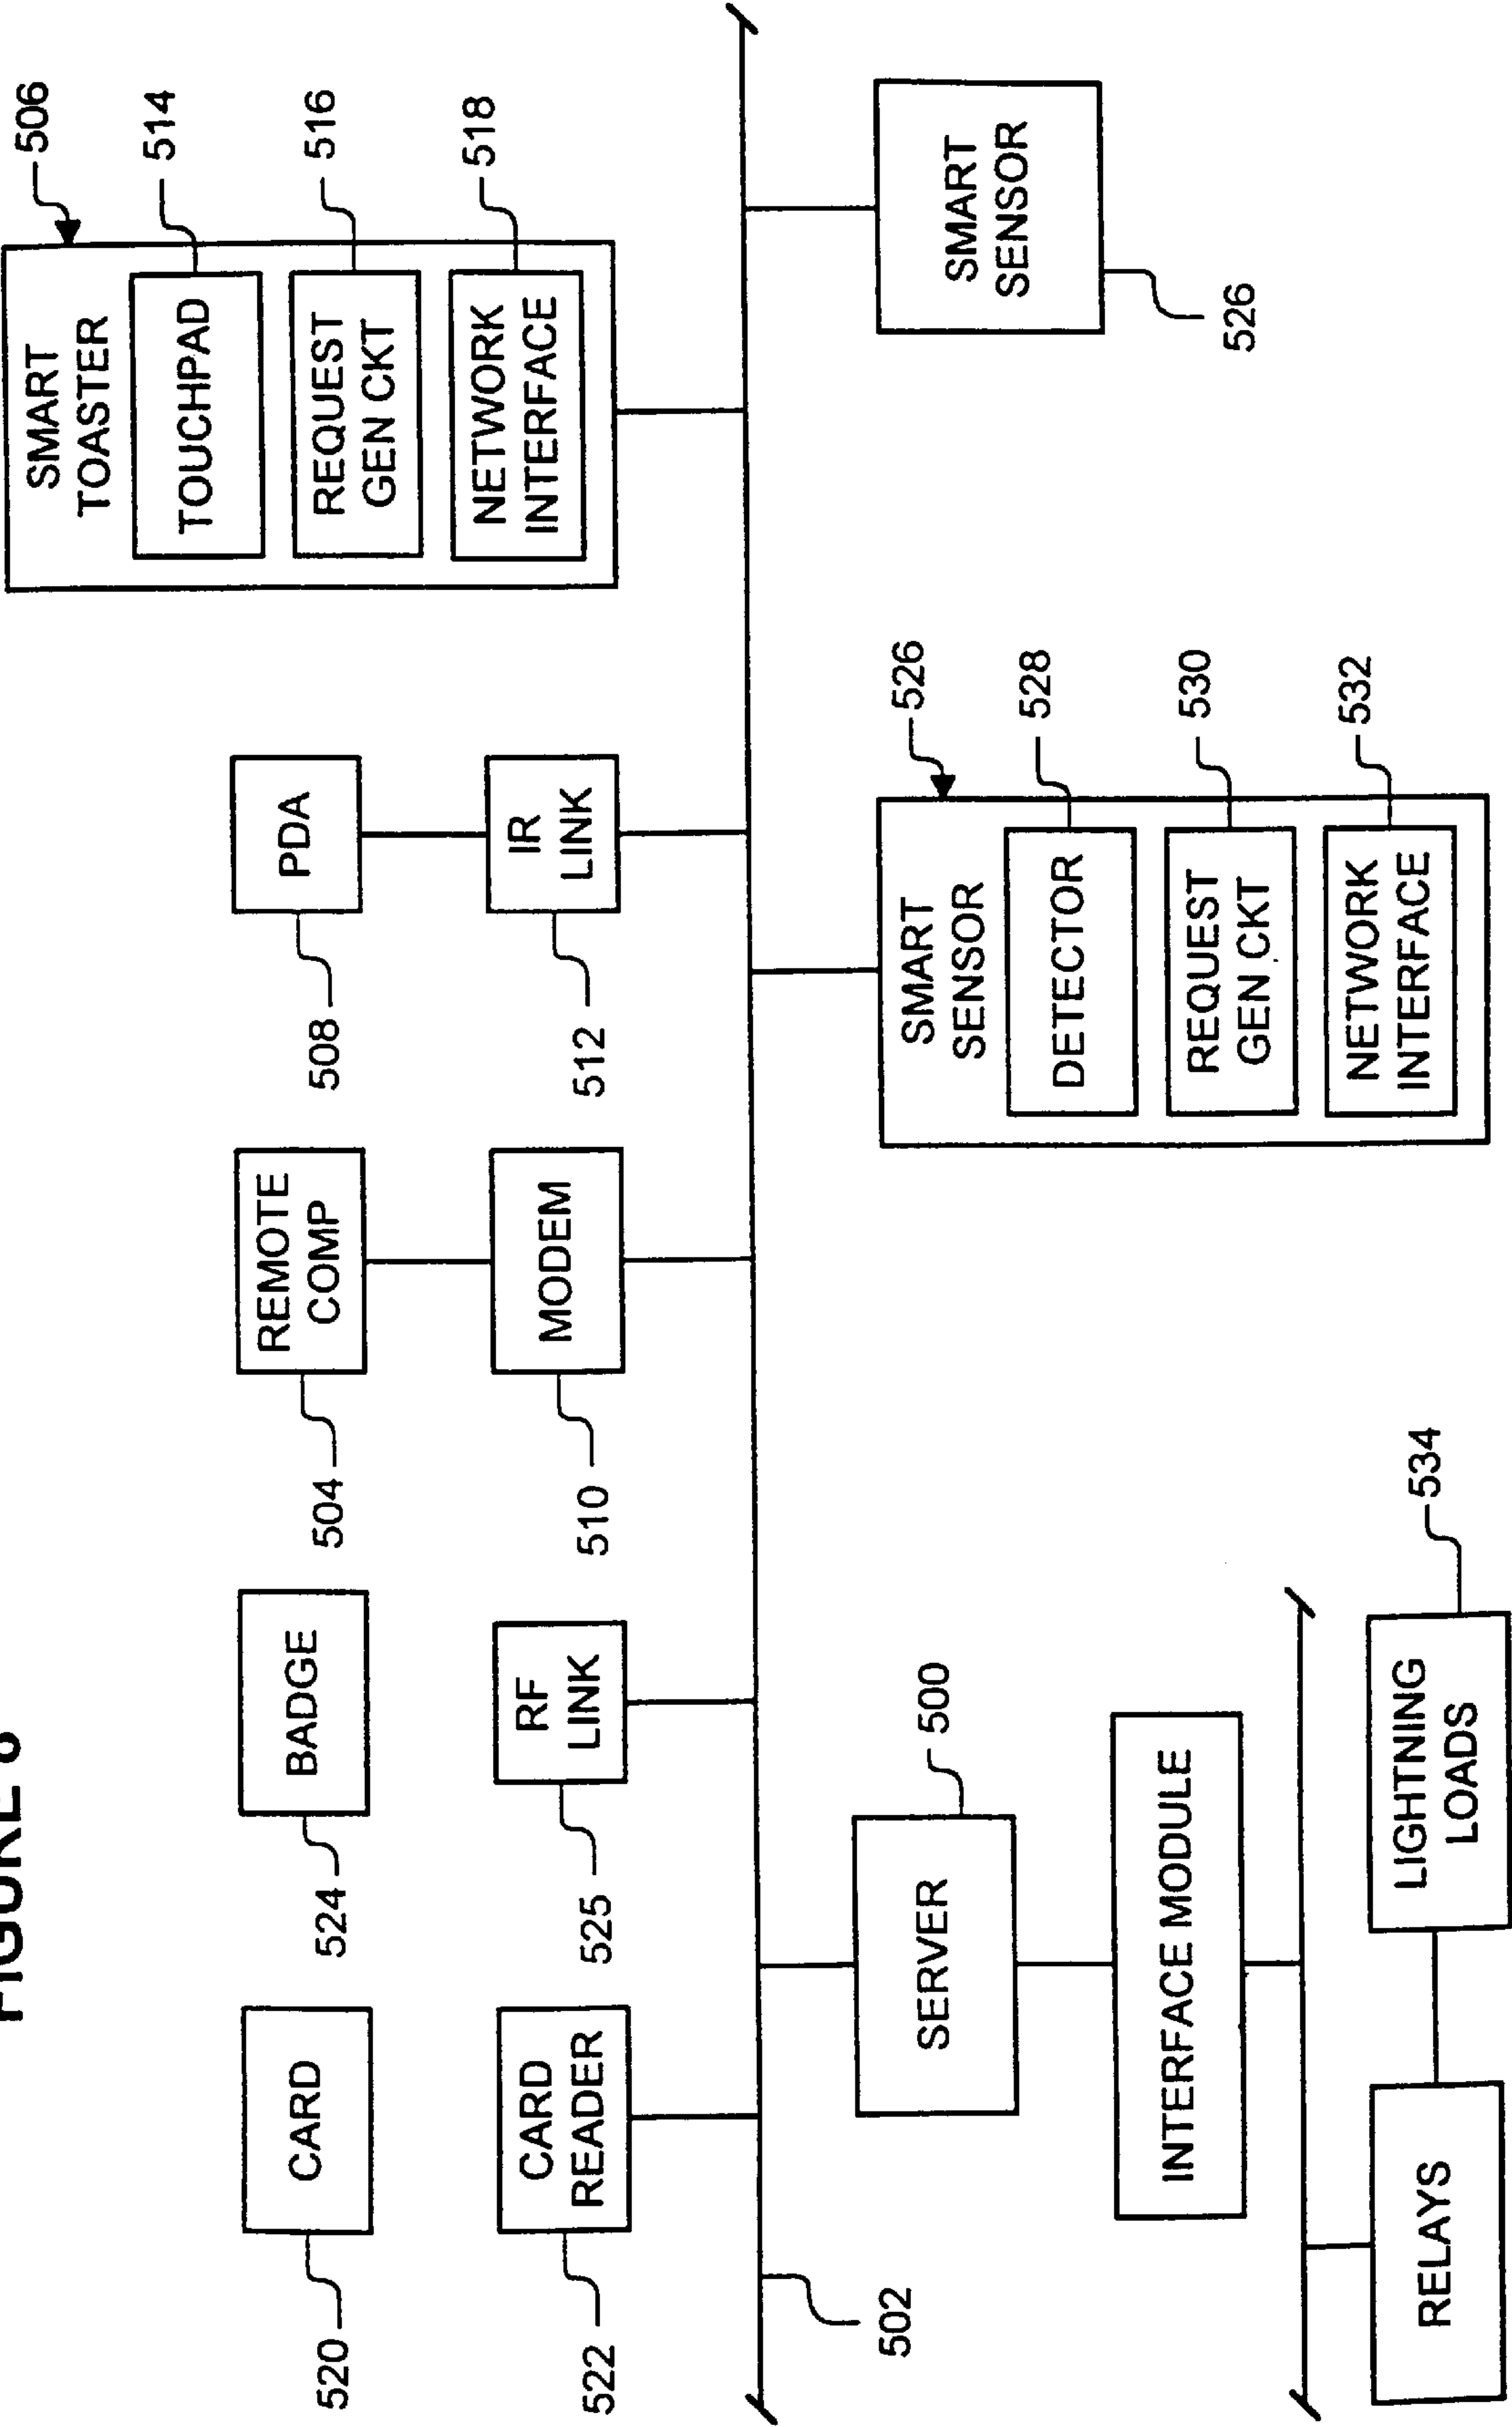 520
CARD
524
BADGE
504
REMOTE
COMP
508
PDA
506
SMART
TOASTER
TOUCHPAD
514
REQUEST
GEN CKT
516
NETWORK
INTERFACE
518
522
CARD
READER
525
RF
LINK
510
MODEM
512
IR
LINK
502
SERVER
500
INTERFACE MODULE
RELAYS
LIGHTNING
LOADS
534
SMART
SENSOR
526
DETECTOR
528
REQUEST
GEN CKT
530
NETWORK
INTERFACE
532
SMART
SENSOR
526